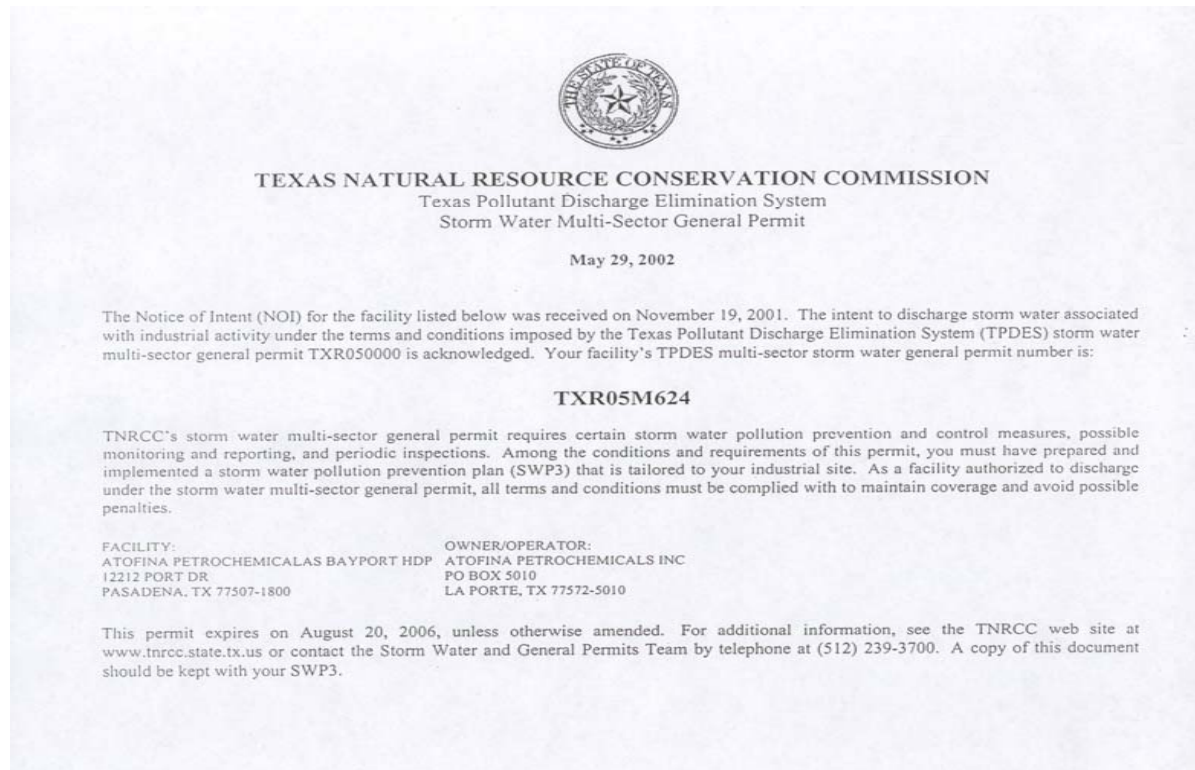 THE STATE OF TEXAS
TEXAS NATURAL RESOURCE CONSERVATION COMMISSION
Texas Pollutant Discharge Elimination System
Storm Water Multi-Sector General Permit
May 29, 2002
The Notice of Intent (NOI) for the facility listed below was received on November 19, 2001. The intent to discharge storm water associated
with industrial activity under the terms and conditions imposed by the Texas Pollutant Discharge Elimination System (TPDES) storm water
multi-sector general permit TXR050000 is acknowledged. Your facility's TPDES multi-sector storm water general permit number is:
TXR05M624
TNRCC's storm water multi-sector general permit requires certain storm water pollution prevention and control measures, possible
monitoring and reporting, and periodic inspections. Among the conditions and requirements of this permit, you must have prepared and
implemented a storm water pollution prevention plan (SWP3) that is tailored to your industrial site. As a facility authorized to discharge
under the storm water multi-sector general permit, all terms and conditions must be complied with to maintain coverage and avoid possible
penalties.
FACILITY: OWNER/OPERATOR:
ATOFINA PETROCHEMICALAS BAYPORT HDP ATOFINA PETROCHEMICALS INC
12212 PORT DR PO BOX 5010
PASADENA, TX 77507-1800 LA PORTE, TX 77572-5010
This permit expires on August 20, 2006, unless otherwise amended. For additional information, see the TNRCC web site at
www.tnrcc.state.tx.us or contact the Storm Water and General Permits Team by telephone at (512) 239-3700. A copy of this document
should be kept with your SWP3.